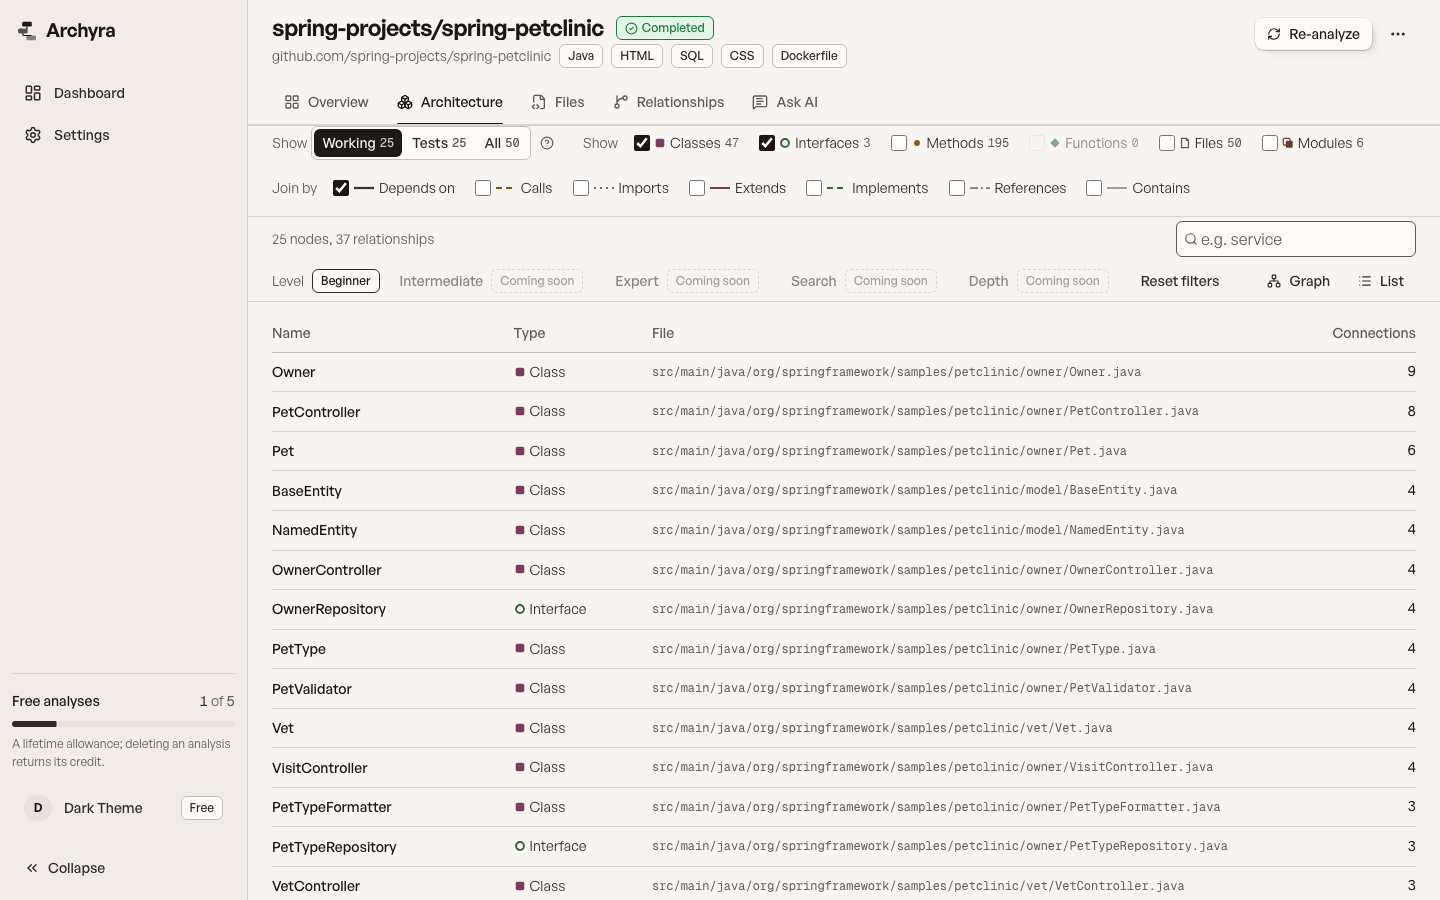 Archyra
Dashboard
Settings
Free analyses 1 of 5
A lifetime allowance; deleting an analysis
returns its credit.
D Dark Theme Free
Collapse
spring-projects/spring-petclinic Completed
github.com/spring-projects/spring-petclinic Java HTML SQL CSS Dockerfile
Re-analyze
Overview Architecture Files Relationships Ask AI
Show Working 25 Tests 25 All 50 Show Classes 47 Interfaces 3 Methods 195 Functions 0 Files 50 Modules 6
Join by Depends on Calls Imports Extends Implements References Contains
25 nodes, 37 relationships e.g. service
Level Beginner Intermediate Coming soon Expert Coming soon Search Coming soon Depth Coming soon Reset filters Graph List
Name Type File Connections
Owner Class src/main/java/org/springframework/samples/petclinic/owner/Owner.java 9
PetController Class src/main/java/org/springframework/samples/petclinic/owner/PetController.java 8
Pet Class src/main/java/org/springframework/samples/petclinic/owner/Pet.java 6
BaseEntity Class src/main/java/org/springframework/samples/petclinic/model/BaseEntity.java 4
NamedEntity Class src/main/java/org/springframework/samples/petclinic/model/NamedEntity.java 4
OwnerController Class src/main/java/org/springframework/samples/petclinic/owner/OwnerController.java 4
OwnerRepository Interface src/main/java/org/springframework/samples/petclinic/owner/OwnerRepository.java 4
PetType Class src/main/java/org/springframework/samples/petclinic/owner/PetType.java 4
PetValidator Class src/main/java/org/springframework/samples/petclinic/owner/PetValidator.java 4
Vet Class src/main/java/org/springframework/samples/petclinic/vet/Vet.java 4
VisitController Class src/main/java/org/springframework/samples/petclinic/owner/VisitController.java 4
PetTypeFormatter Class src/main/java/org/springframework/samples/petclinic/owner/PetTypeFormatter.java 3
PetTypeRepository Interface src/main/java/org/springframework/samples/petclinic/owner/PetTypeRepository.java 3
VetController Class src/main/java/org/springframework/samples/petclinic/vet/VetController.java 3